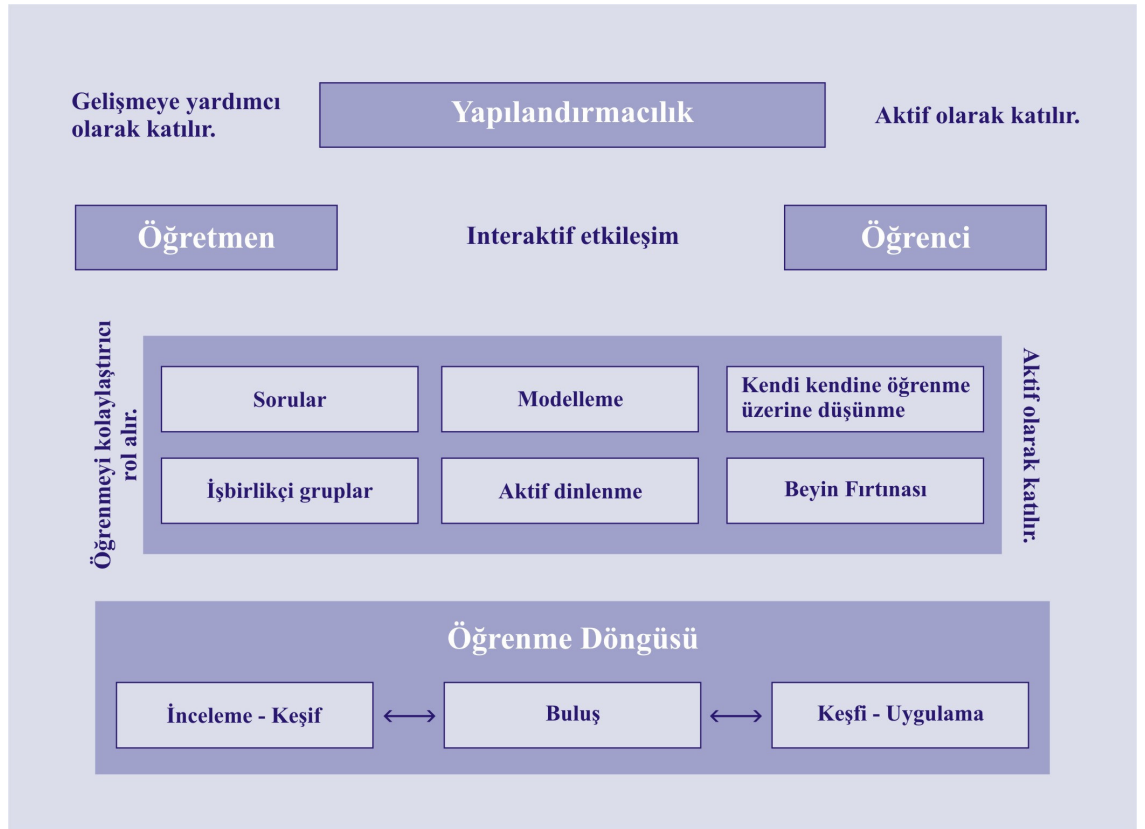 Gelişmeye yardımcı
olarak katılır.
Yapılandırmacılık
Aktif olarak katılır.
Öğretmen
Interaktif etkileşim
Öğrenci
Öğrenmeyi kolaylaştırıcı
rol alır.
Sorular
Modelleme
Kendi kendine öğrenme
üzerine düşünme
İşbirlikçi gruplar
Aktif dinlenme
Beyin Fırtınası
Aktif olarak katılır.
Öğrenme Döngüsü
İnceleme - Keşif
Buluş
Keşfi - Uygulama